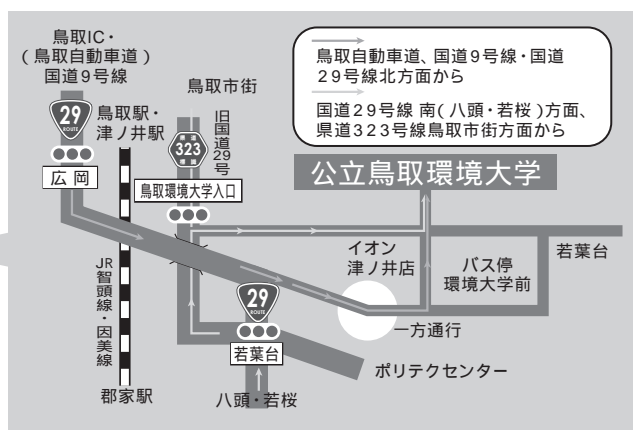 鳥取IC・
(鳥取自動車道)
国道9号線
29
ROUTE
広岡
鳥取駅・
津ノ井駅
JR
智頭線・因美線
郡家駅
鳥取市街
旧国道29号
県道
323
鳥取環境大学入口
鳥取自動車道、国道9号線・国道
29号線北方面から
国道29号線 南(八頭・若桜)方面、
県道323号線鳥取市街方面から
公立鳥取環境大学
イオン
津ノ井店
バス停
環境大学前
若葉台
一方通行
29
ROUTE
若葉台
ポリテクセンター
八頭・若桜